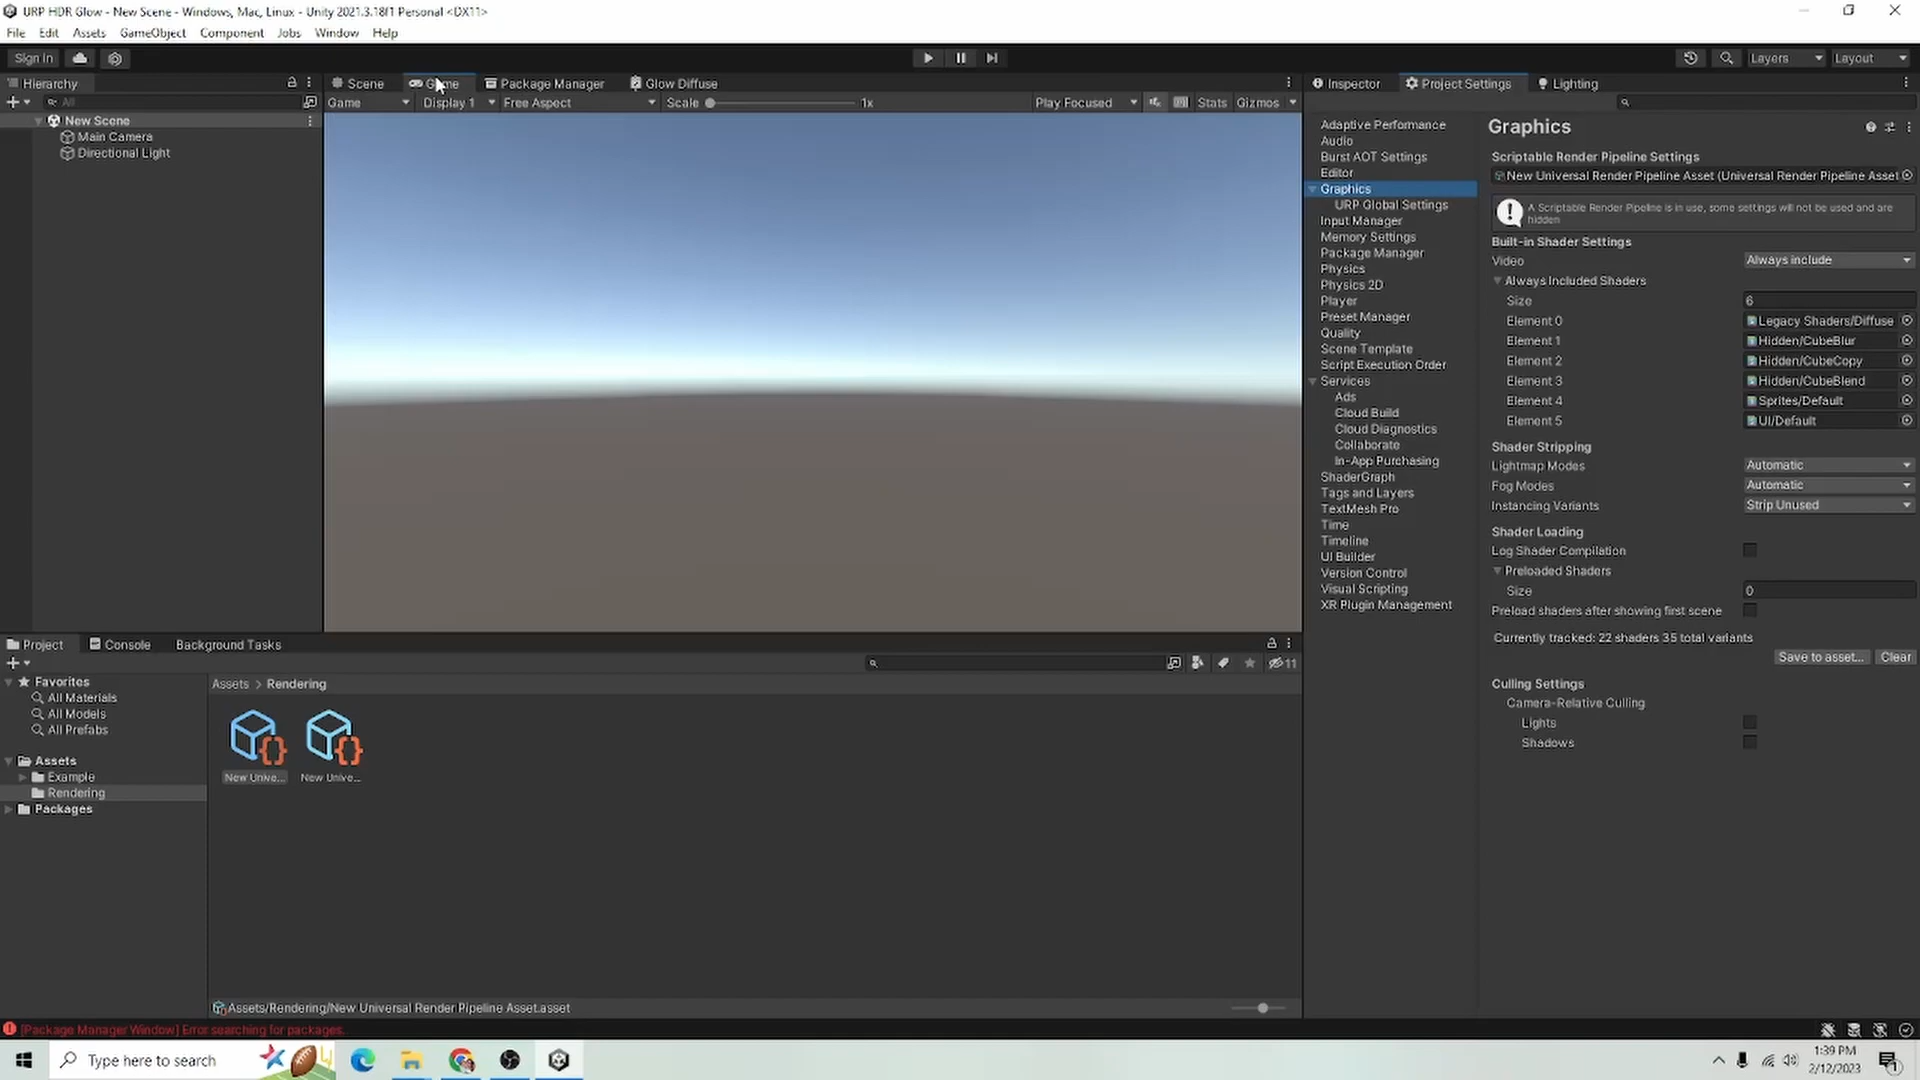 URP HDR Glow - New Scene - Windows, Mac, Linux - Unity 2021.3.18f1 Personal <DX11>
File Edit Assets GameObject Component Jobs Window Help
Sign In
Layers Layout
Hierarchy
All
New Scene
Main Camera
Directional Light
Scene Game Package Manager Glow Diffuse
Game Display 1 Free Aspect Scale 1x Play Focused Stats Gizmos
Inspector Project Settings Lighting
Adaptive Performance
Audio
Burst AOT Settings
Editor
Graphics
URP Global Settings
Input Manager
Memory Settings
Package Manager
Physics
Physics 2D
Player
Preset Manager
Quality
Scene Template
Script Execution Order
Services
Ads
Cloud Build
Cloud Diagnostics
Collaborate
In-App Purchasing
ShaderGraph
Tags and Layers
TextMesh Pro
Time
Timeline
UI Builder
Version Control
Visual Scripting
XR Plugin Management
Graphics
Scriptable Render Pipeline Settings
New Universal Render Pipeline Asset (Universal Render Pipeline Asset
A Scriptable Render Pipeline is in use, some settings will not be used and are
hidden
Built-in Shader Settings
Video Always include
Always Included Shaders
Size 6
Element 0 Legacy Shaders/Diffuse
Element 1 Hidden/CubeBlur
Element 2 Hidden/CubeCopy
Element 3 Hidden/CubeBlend
Element 4 Sprites/Default
Element 5 UI/Default
Shader Stripping
Lightmap Modes Automatic
Fog Modes Automatic
Instancing Variants Strip Unused
Shader Loading
Log Shader Compilation
Preloaded Shaders
Size 0
Preload shaders after showing first scene
Currently tracked: 22 shaders 35 total variants
Save to asset... Clear
Culling Settings
Camera-Relative Culling
Lights
Shadows
Project Console Background Tasks
11
Favorites
All Materials
All Models
All Prefabs
Assets
Example
Rendering
Packages
Assets > Rendering
New Unive... New Unive...
Assets/Rendering/New Universal Render Pipeline Asset.asset
[Package Manager Window] Error searching for packages.
Type here to search
1:39 PM
2/12/2023
1